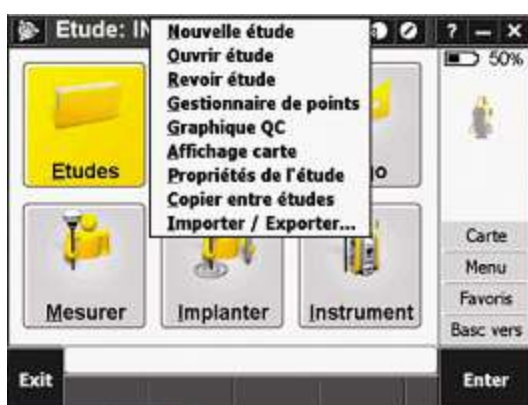 Etude: IN
? — ×
50%
Nouvelle étude
Ouvrir étude
Revoir étude
Gestionnaire de points
Graphique QC
Affichage carte
Propriétés de l'étude
Copier entre études
Importer / Exporter...
Etudes
Mesurer
Implanter
Instrument
Carte
Menu
Favoris
Basc vers
Exit
Enter